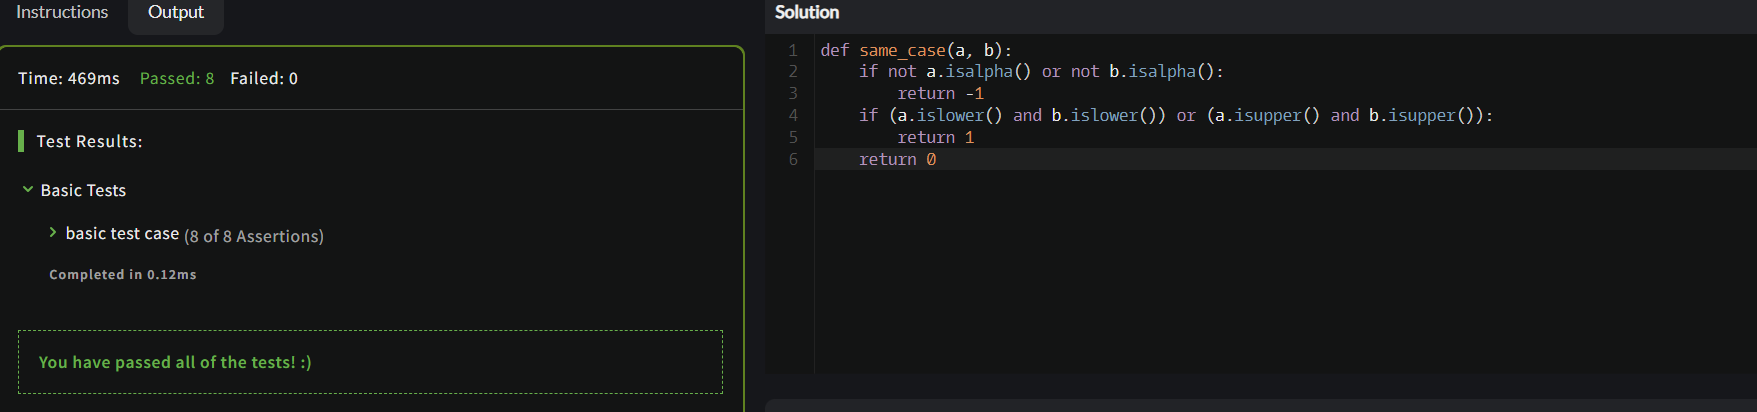 Instructions Output
Time: 469ms Passed: 8 Failed: 0
Test Results:
Basic Tests
basic test case (8 of 8 Assertions)
Completed in 0.12ms
You have passed all of the tests! :)
Solution
1 def same_case(a, b):
2     if not a.isalpha() or not b.isalpha():
3         return -1
4     if (a.islower() and b.islower()) or (a.isupper() and b.isupper()):
5         return 1
6     return 0